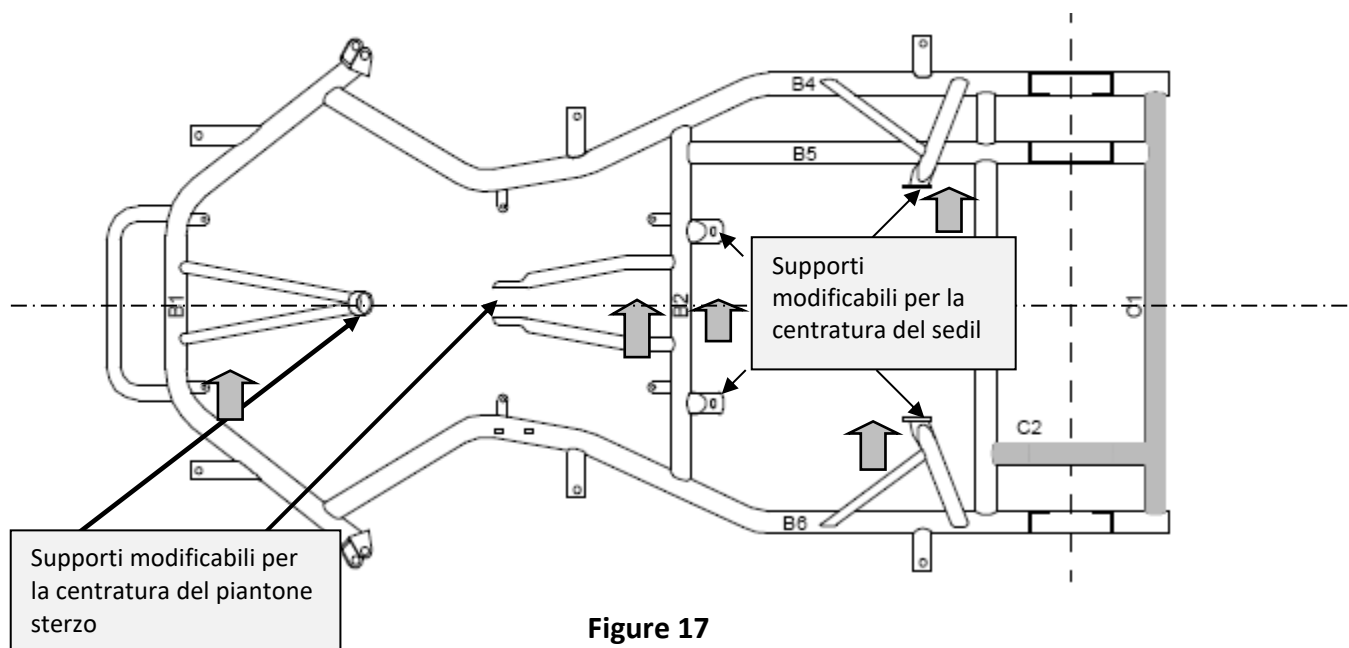 B4
B5
Supporti
modificabili per la
centratura del sedil
B1
B2
C1
C2
B6
Supporti modificabili per
la centratura del piantone
sterzo
Figure 17